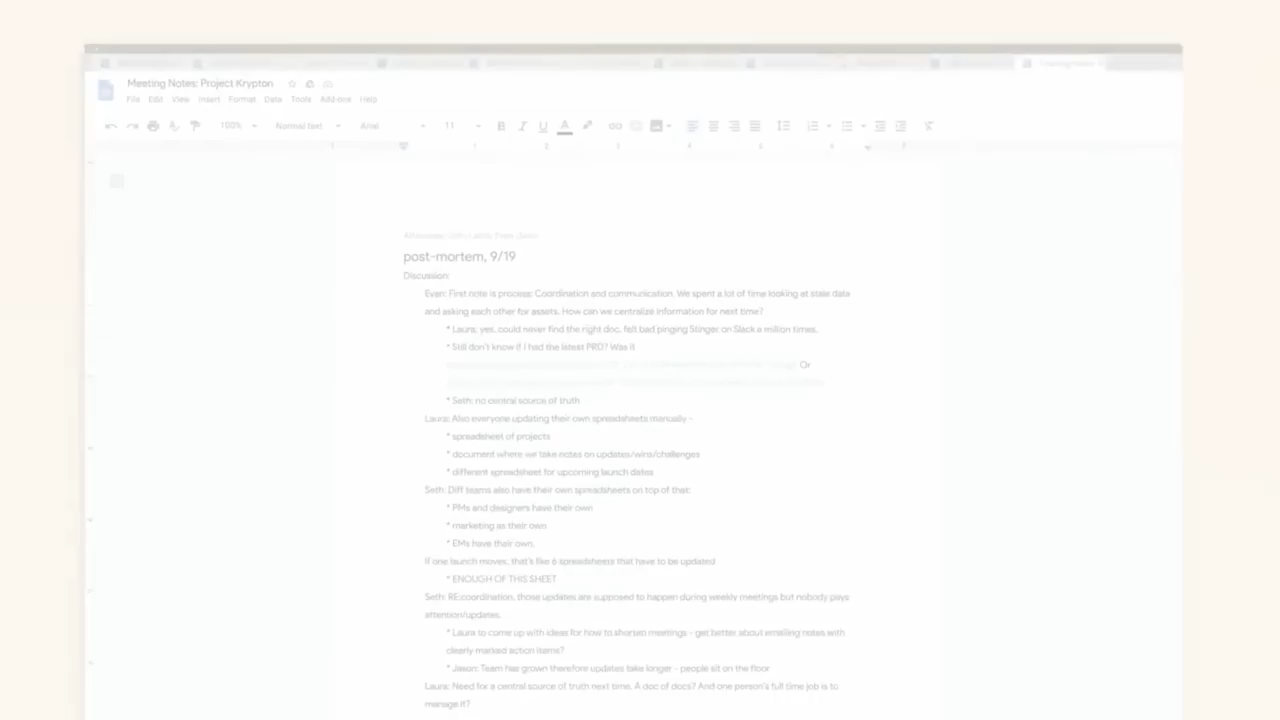 Meeting Notes: Project Krypton
File Edit View Insert Format Data Tools Add-ons Help
100% Normal text Arial 11
1 1 2 3 4 5 6 7
post-mortem, 9/19
Discussion:
Even: First note is process: Coordination and communication. We spent a lot of time looking at stale data
and asking each other for assets. How can we centralize information for next time?
* Laura: yes, could never find the right doc, felt bad pinging Stinger on Slack a million times.
* Still don't know if I had the latest PRD? Was it
Or
* Seth: no central source of truth
Laura: Also everyone updating their own spreadsheets manually -
* spreadsheet of projects
* document where we take notes on updates/wins/challenges
* different spreadsheet for upcoming launch dates
Seth: Diff teams also have their own spreadsheets on top of that:
* PMs and designers have their own
* marketing as their own
* EMs have their own.
If one launch moves, that's like 6 spreadsheets that have to be updated
* ENOUGH OF THIS SHEET
Seth: RE:coordination, those updates are supposed to happen during weekly meetings but nobody pays
attention/updates.
* Laura to come up with ideas for how to shorten meetings - get better about emailing notes with
clearly marked action items?
* Jason: Team has grown therefore updates take longer - people sit on the floor
Laura: Need for a central source of truth next time. A doc of docs? And one person's full time job is to
manage it?